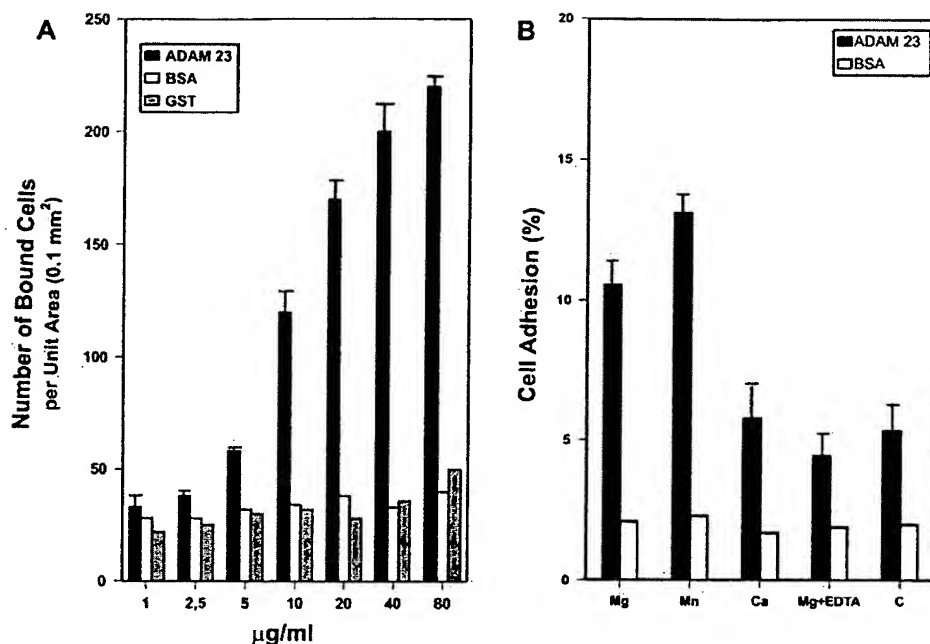 A
ADAM 23
BSA
GST
250
200
150
100
50
0
Number of Bound Cells
per Unit Area (0.1 mm²)
1 2,5 5 10 20 40 80
µg/ml
B
ADAM 23
BSA
20
15
10
5
0
Cell Adhesion (%)
Mg Mn Ca Mg+EDTA C